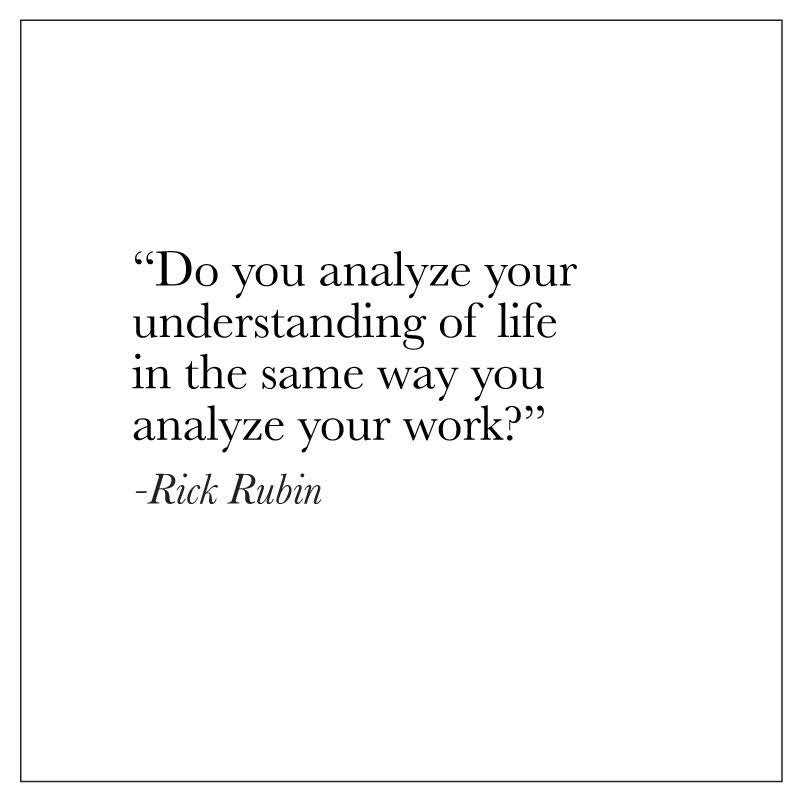 “Do you analyze your
understanding of life
in the same way you
analyze your work?”
-Rick Rubin